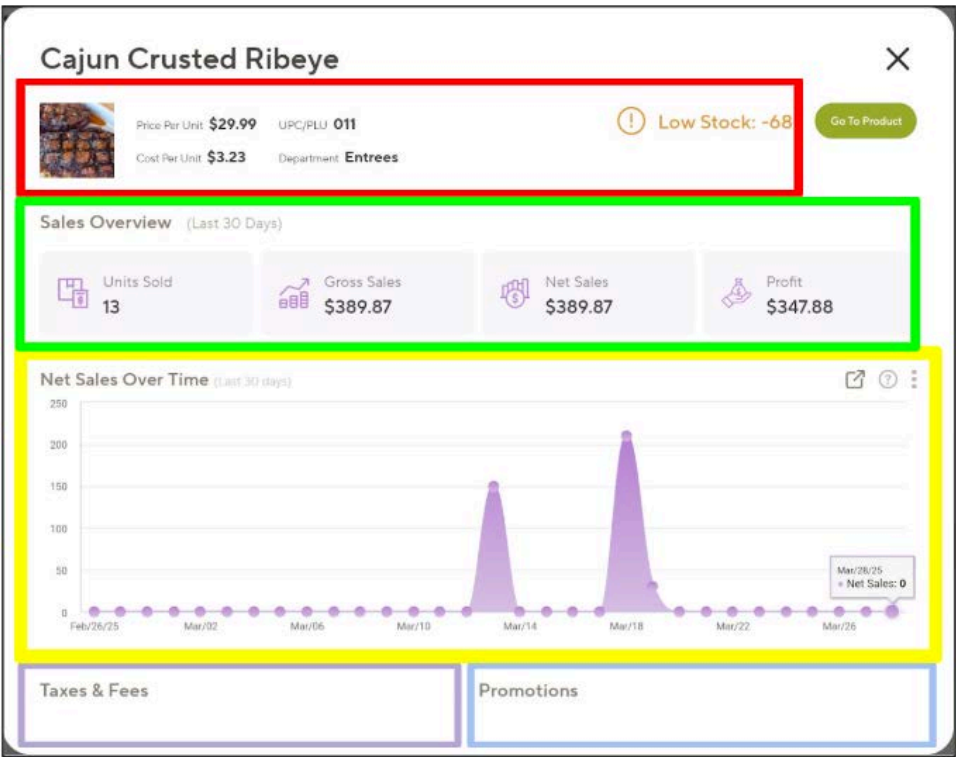 Cajun Crusted Ribeye
Price Per Unit $29.99 UPC/PLU 011
Low Stock: -68
Go To Product
Cost Per Unit $3.23 Department Entrees
Sales Overview (Last 30 Days)
Units Sold
13
Gross Sales
$389.87
Net Sales
$389.87
Profit
$347.88
Net Sales Over Time (Last 30 days)
250
200
150
100
50
0
Mar/28/25
Net Sales: 0
Feb/26/25 Mar/02 Mar/06 Mar/10 Mar/14 Mar/18 Mar/22 Mar/26
Taxes & Fees
Promotions